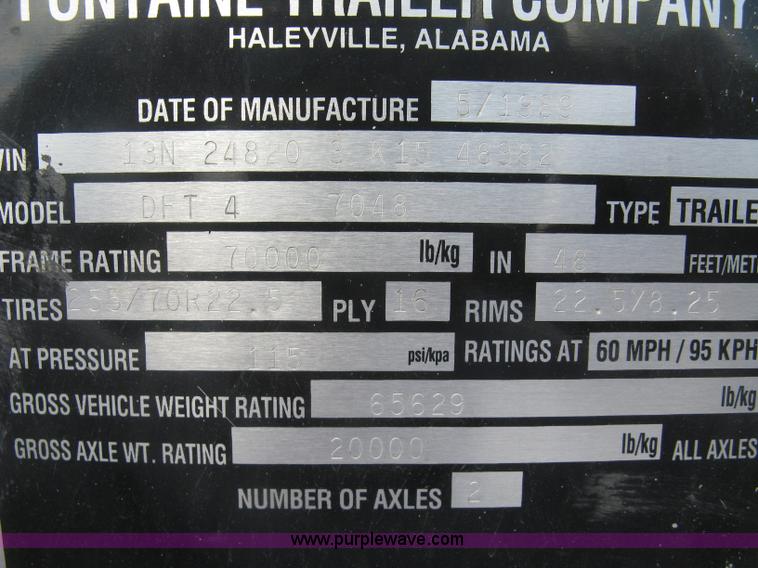 FONTAINE TRAILER COMPANY
HALEYVILLE, ALABAMA
DATE OF MANUFACTURE 5/1989
VIN 13N 24820 3 K15 48382
MODEL DFT 4 7048 TYPE TRAILE
FRAME RATING 70000 lb/kg IN 48 FEET/METE
TIRES 255/70R22.5 PLY 16 RIMS 22.5/8.25
AT PRESSURE 115 psi/kpa RATINGS AT 60 MPH / 95 KPH
GROSS VEHICLE WEIGHT RATING 65629 lb/kg
GROSS AXLE WT. RATING 20000 lb/kg ALL AXLES
NUMBER OF AXLES 2
www.purplewave.com